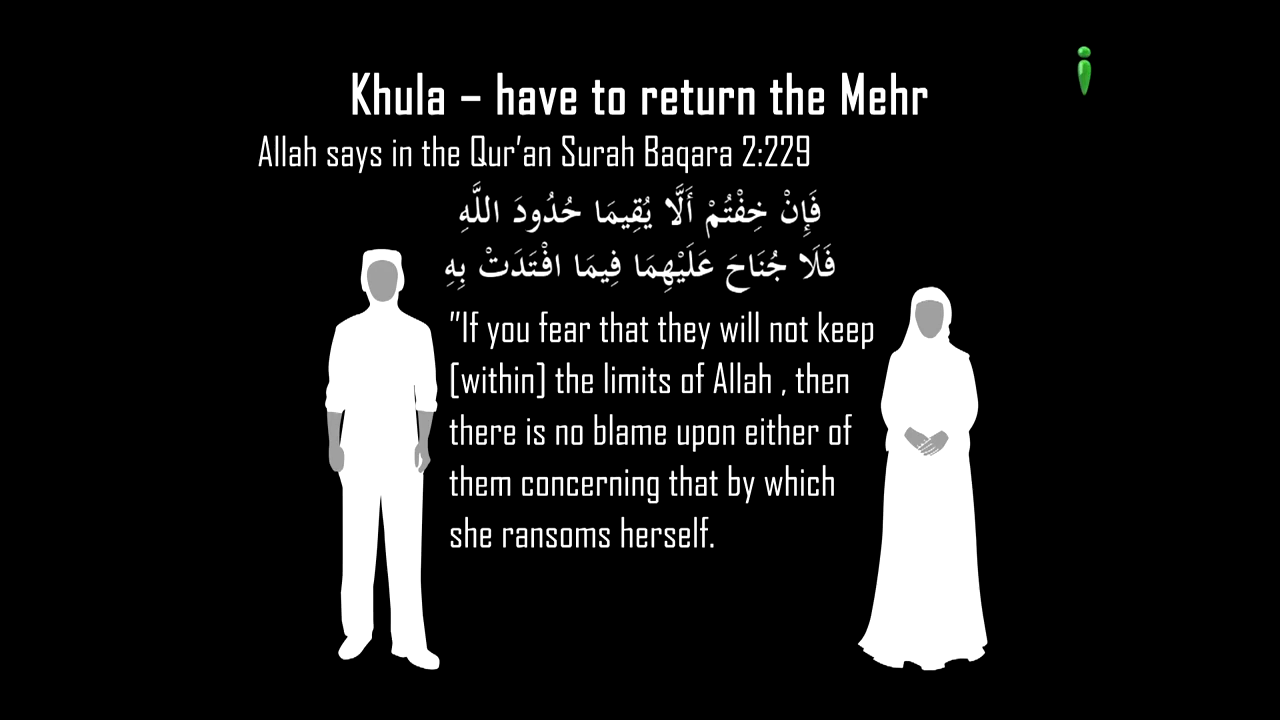 Khula – have to return the Mehr
Allah says in the Qur’an Surah Baqara 2:229
فَإِنْ خِفْتُمْ أَلَّا يُقِيمَا حُدُودَ اللَّهِ
فَلَا جُنَاحَ عَلَيْهِمَا فِيمَا افْتَدَتْ بِهِ
"If you fear that they will not keep
[within] the limits of Allah , then
there is no blame upon either of
them concerning that by which
she ransoms herself.